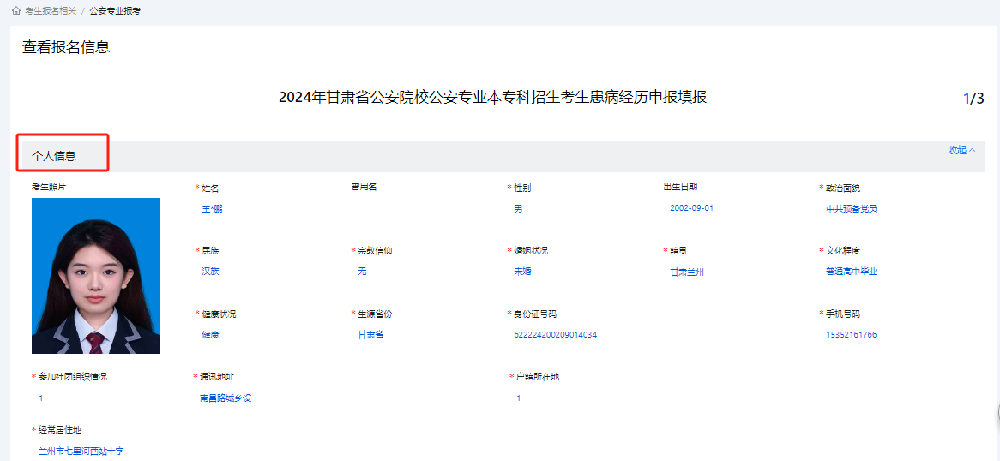 考生报名相关 / 公安专业报考
查看报名信息
2024年甘肃省公安院校公安专业本专科招生考生患病经历申报填报
1/3
个人信息
收起
考生照片
* 姓名
曾用名
* 性别
出生日期
* 政治面貌
王*鹏
男
2002-09-01
中共预备党员
* 民族
* 宗教信仰
* 婚姻状况
* 籍贯
* 文化程度
汉族
无
未婚
甘肃兰州
普通高中毕业
* 健康状况
* 生源省份
* 身份证号码
* 手机号码
健康
甘肃省
622224200209014034
15352161766
* 参加社团组织情况
* 通讯地址
* 户籍所在地
1
南昌路城乡设
1
* 经常居住地
兰州市七里河西站十字